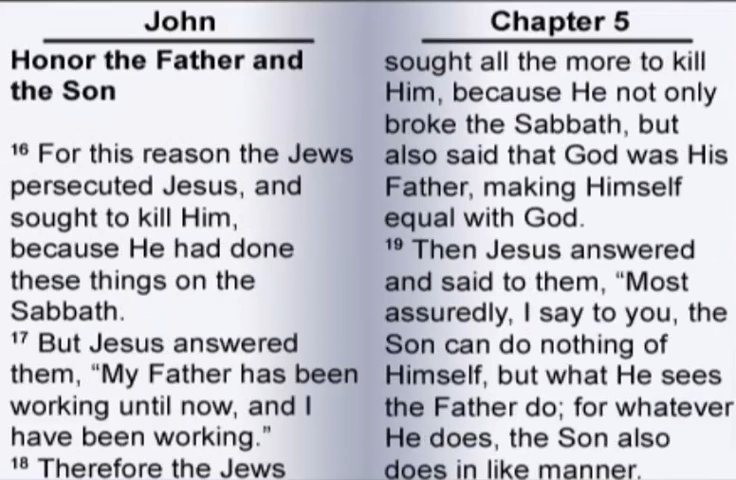 John
Honor the Father and
the Son
¹⁶ For this reason the Jews
persecuted Jesus, and
sought to kill Him,
because He had done
these things on the
Sabbath.
¹⁷ But Jesus answered
them, “My Father has been
working until now, and I
have been working.”
¹⁸ Therefore the Jews
Chapter 5
sought all the more to kill
Him, because He not only
broke the Sabbath, but
also said that God was His
Father, making Himself
equal with God.
¹⁹ Then Jesus answered
and said to them, “Most
assuredly, I say to you, the
Son can do nothing of
Himself, but what He sees
the Father do; for whatever
He does, the Son also
does in like manner.